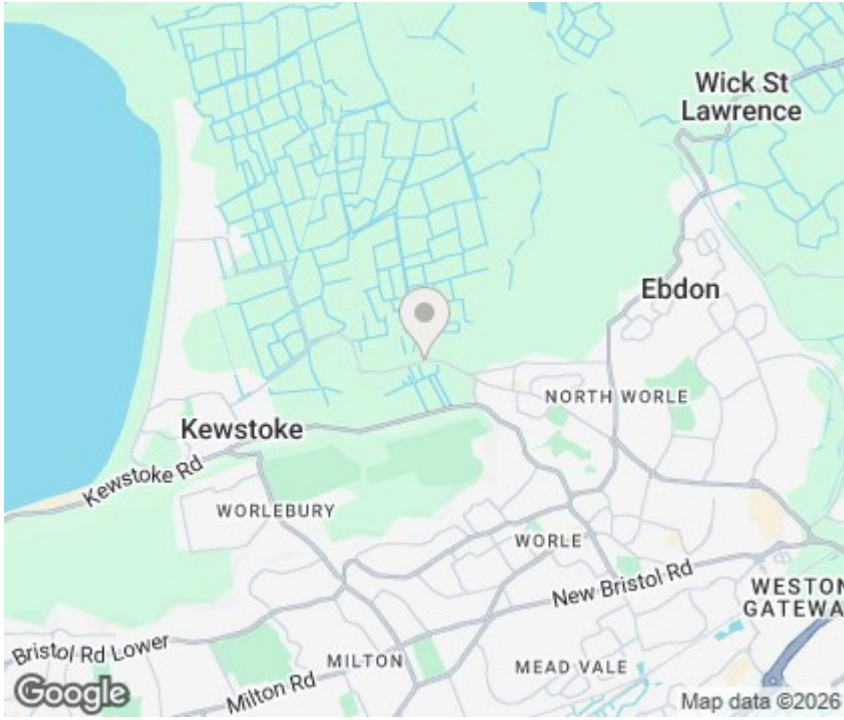 Wick St
Lawrence
Ebdon
NORTH WORLE
Kewstoke
Kewstoke Rd
WORLEBURY
WORLE
New Bristol Rd
WESTON
GATEWAY
Bristol Rd Lower
MILTON
MEAD VALE
Milton Rd
Google
Map data ©2026